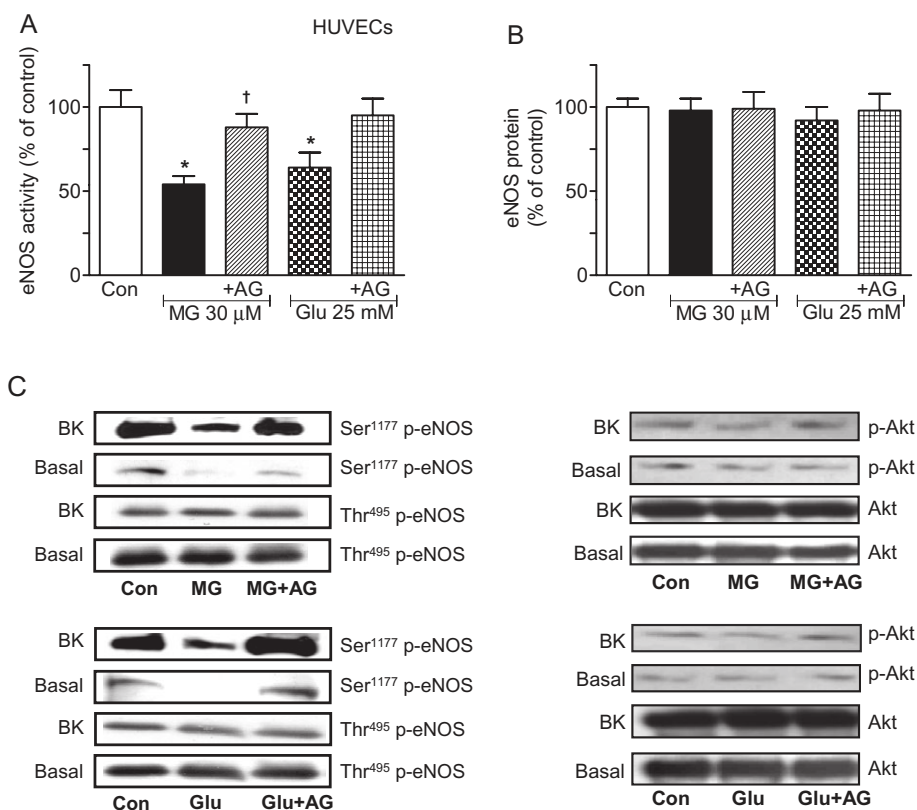 A
HUVECs
eNOS activity (% of control)
100
50
0
Con
+AG
+AG
MG 30 μM
Glu 25 mM
*
†
*
B
eNOS protein
(% of control)
100
50
0
Con
+AG
+AG
MG 30 μM
Glu 25 mM
C
BK
Ser1177 p-eNOS
Basal
Ser1177 p-eNOS
BK
Thr495 p-eNOS
Basal
Thr495 p-eNOS
Con MG MG+AG
BK
p-Akt
Basal
p-Akt
BK
Akt
Basal
Akt
Con MG MG+AG
BK
Ser1177 p-eNOS
Basal
Ser1177 p-eNOS
BK
Thr495 p-eNOS
Basal
Thr495 p-eNOS
Con Glu Glu+AG
BK
p-Akt
Basal
p-Akt
BK
Akt
Basal
Akt
Con Glu Glu+AG